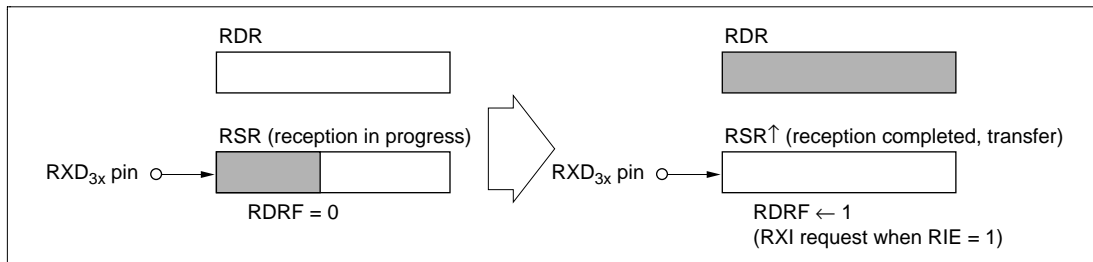 RDR
RSR (reception in progress)
RXD3x pin
RDRF = 0
RDR
RSR↑ (reception completed, transfer)
RXD3x pin
RDRF ← 1
(RXI request when RIE = 1)